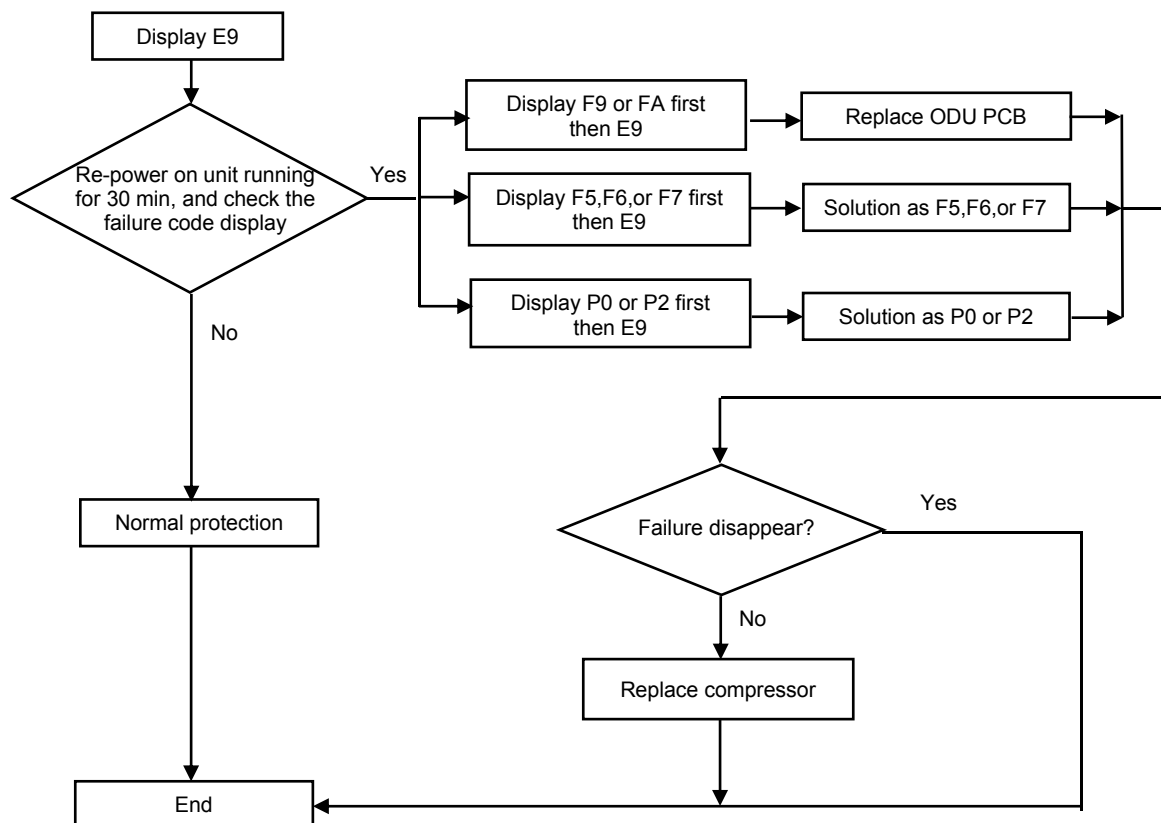 Display E9
Re-power on unit running
for 30 min, and check the
failure code display
Yes
No
Display F9 or FA first
then E9
Replace ODU PCB
Display F5,F6,or F7 first
then E9
Solution as F5,F6,or F7
Display P0 or P2 first
then E9
Solution as P0 or P2
Normal protection
Failure disappear?
Yes
No
Replace compressor
End